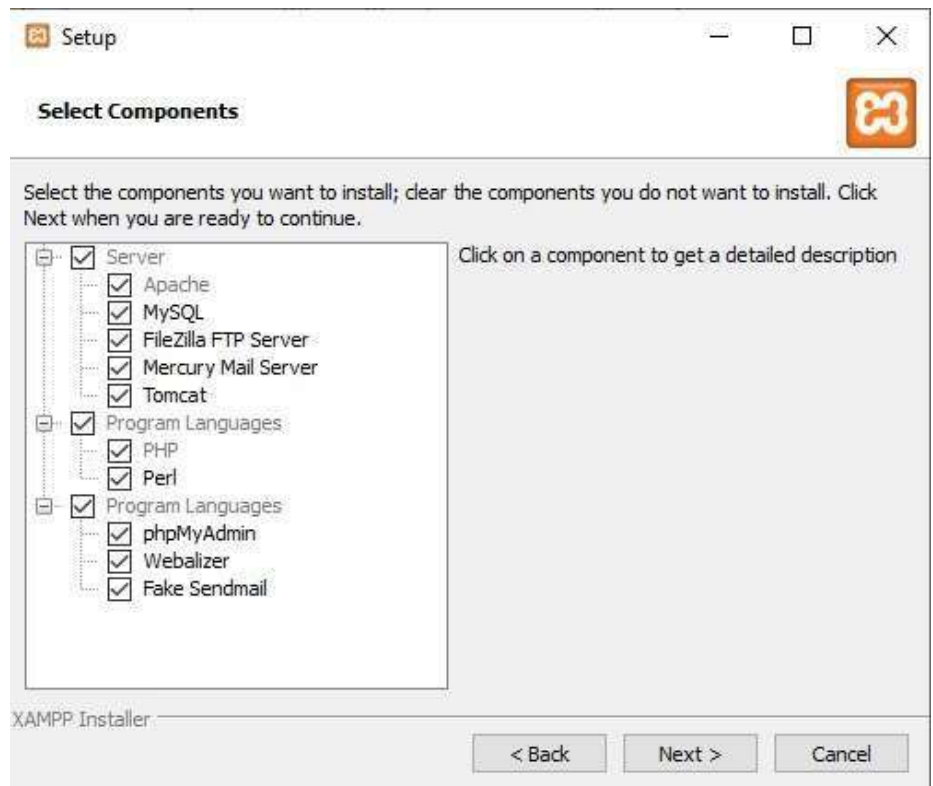 Setup
Select Components
Select the components you want to install; clear the components you do not want to install. Click
Next when you are ready to continue.
Server
Apache
MySQL
FileZilla FTP Server
Mercury Mail Server
Tomcat
Program Languages
PHP
Perl
Program Languages
phpMyAdmin
Webalizer
Fake Sendmail
Click on a component to get a detailed description
XAMPP Installer
< Back
Next >
Cancel